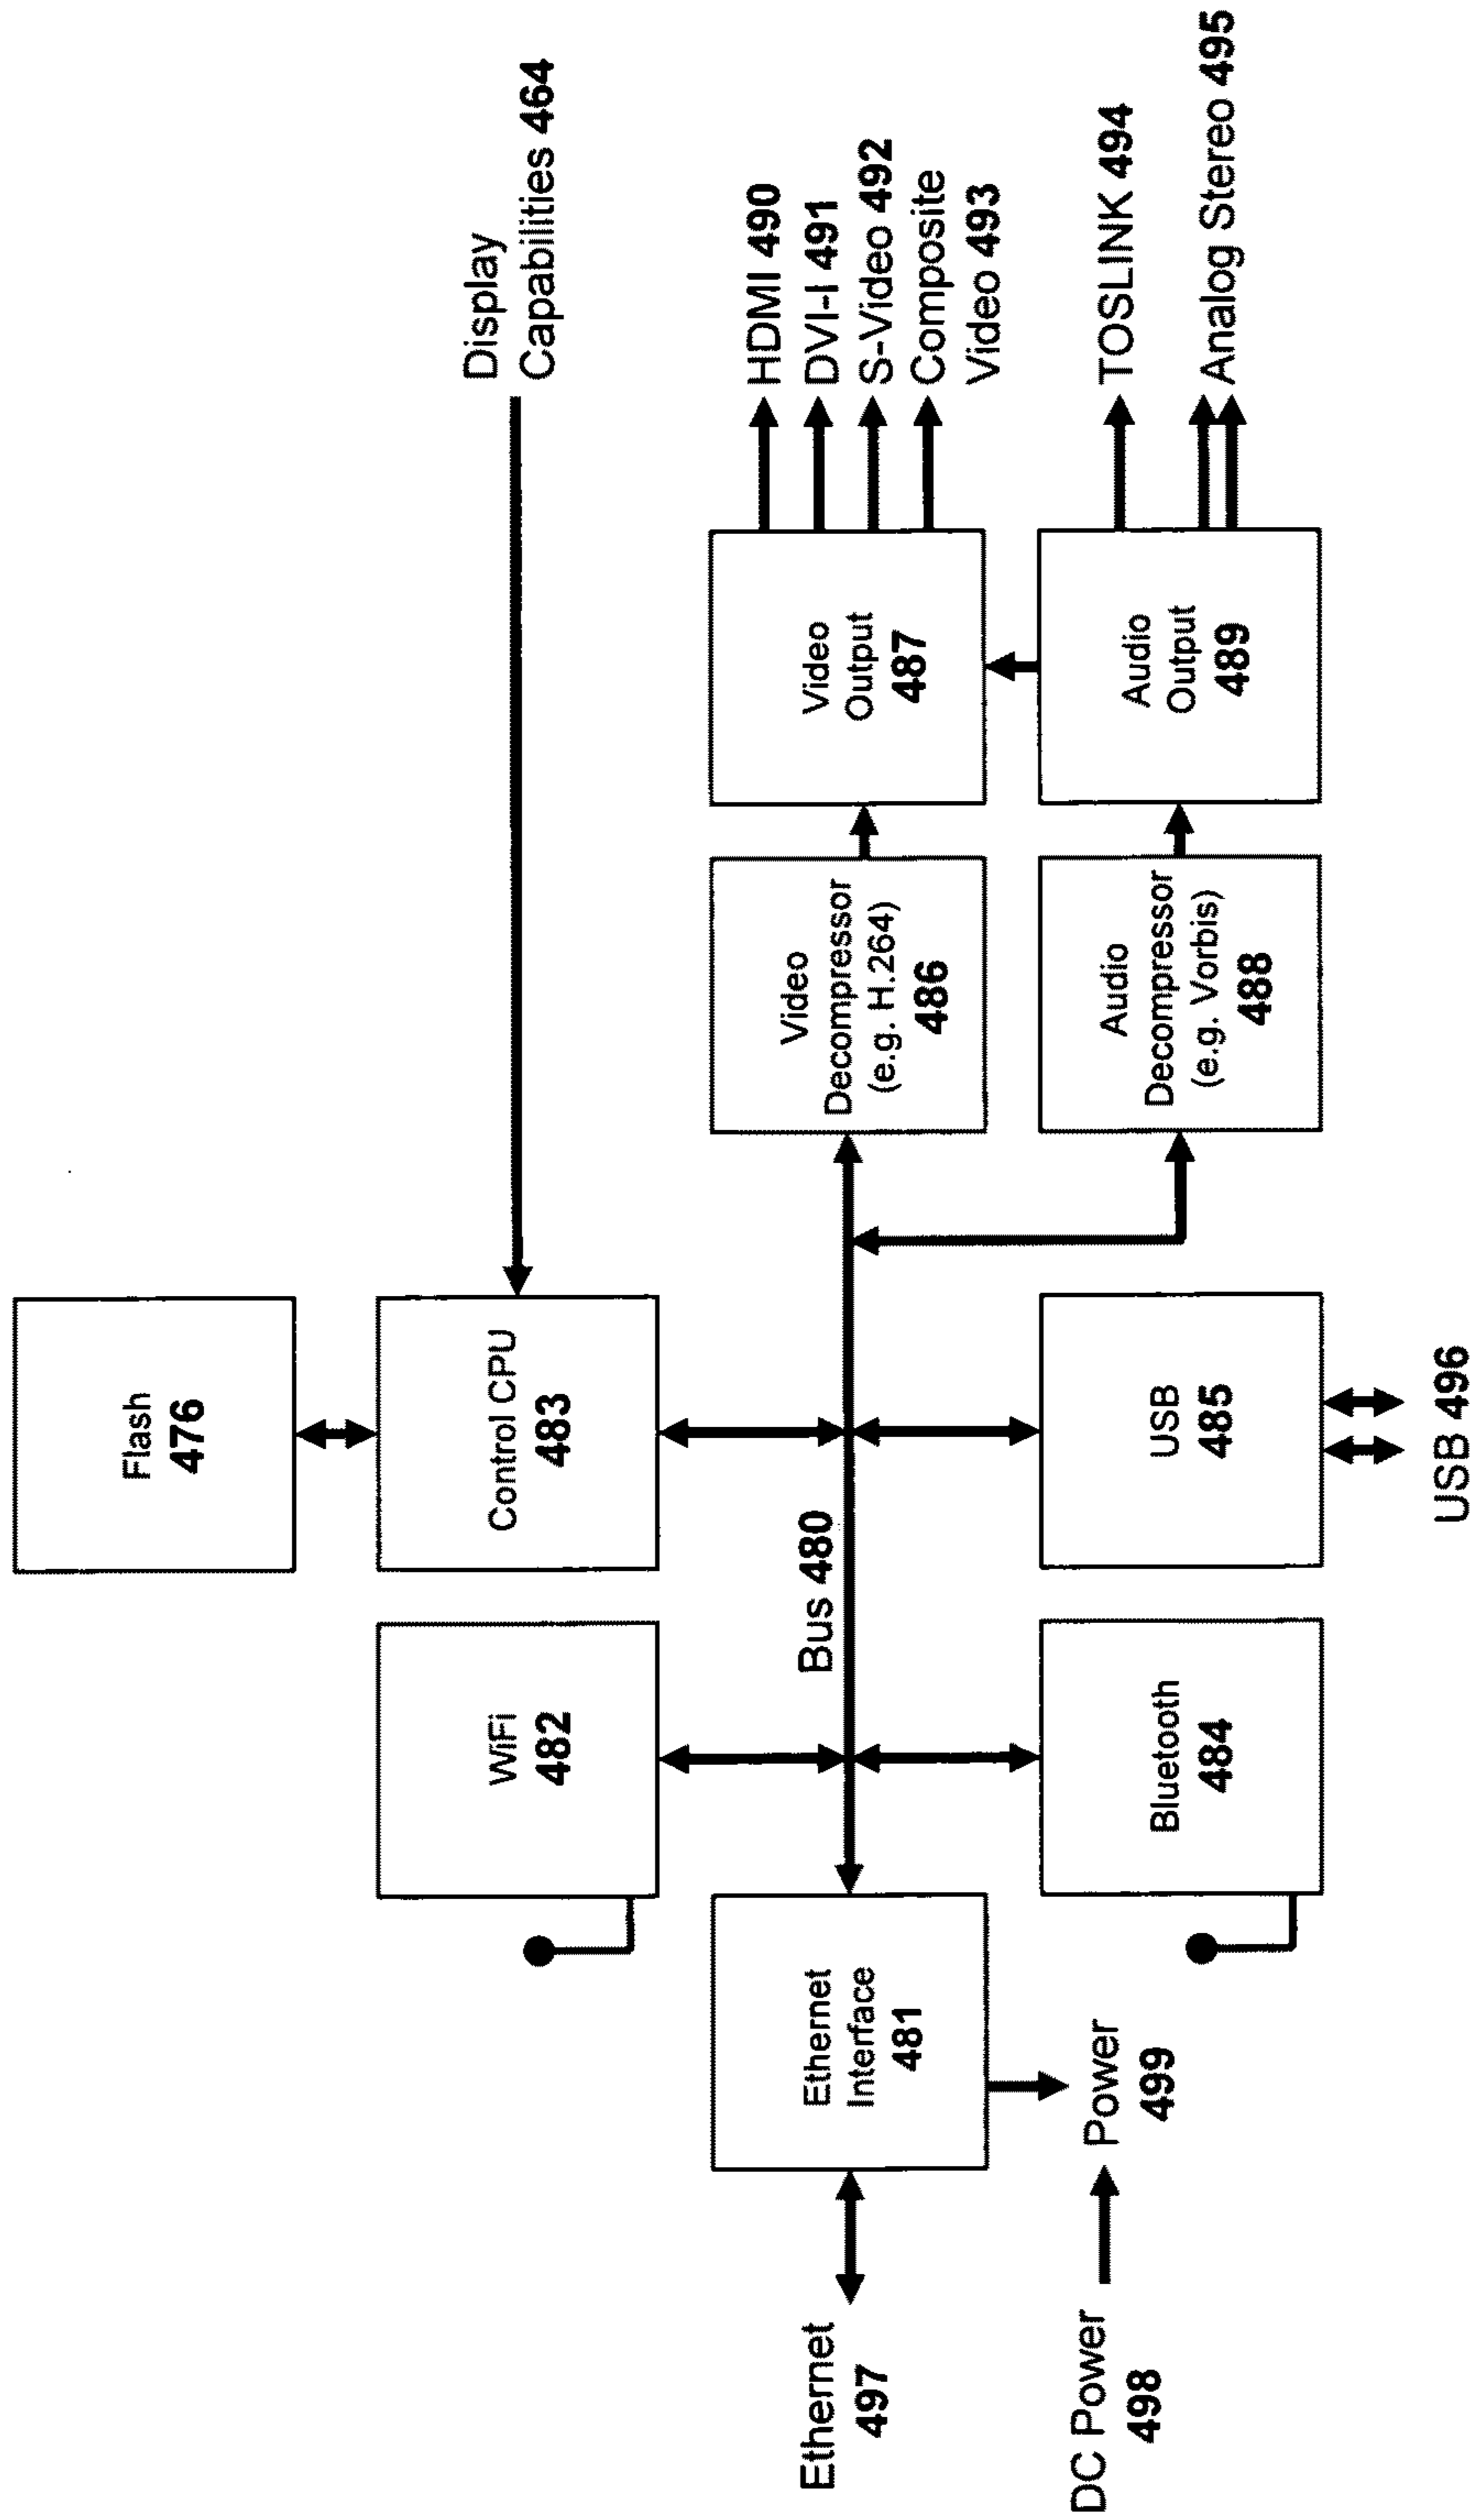 Flash
476
Display
Capabilities 464
WiFi
482
Control CPU
483
Bus 480
Ethernet
497
Ethernet
Interface
481
Video
Decompressor
(e.g. H.264)
486
Video
Output
487
HDMI 490
DVI-I 491
S-Video 492
Composite
Video 493
DC Power
498
Power
499
Bluetooth
484
USB
485
Audio
Decompressor
(e.g. Vorbis)
488
Audio
Output
489
TOSLINK 494
Analog Stereo 495
USB 496